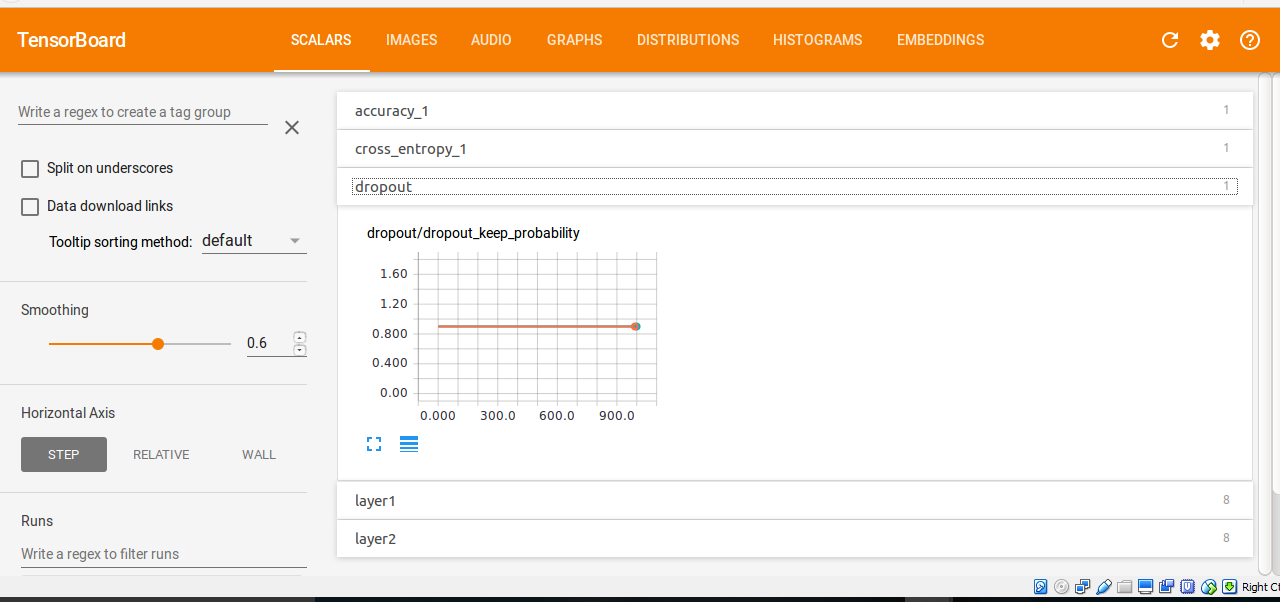 TensorBoard SCALARS IMAGES AUDIO GRAPHS DISTRIBUTIONS HISTOGRAMS EMBEDDINGS
Write a regex to create a tag group
Split on underscores
Data download links
Tooltip sorting method: default
Smoothing
0.6
Horizontal Axis
STEP RELATIVE WALL
Runs
Write a regex to filter runs
accuracy_1 1
cross_entropy_1 1
dropout 1
dropout/dropout_keep_probability
1.60
1.20
0.800
0.400
0.00
0.000 300.0 600.0 900.0
layer1 8
layer2 8
Right